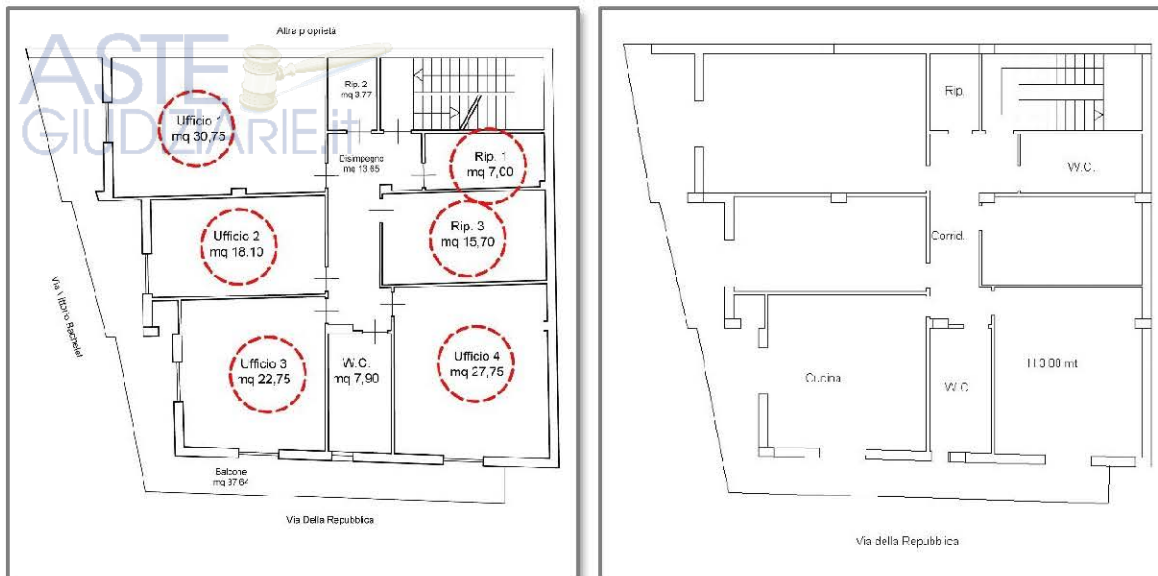 Altra proprietà
ASTE
GIUDIZIARIE.it
Rip. 2
mq 3.77
Ufficio 1
mq 30,75
Disimpegno
mq 13.65
Rip. 1
mq 7,00
Ufficio 2
mq 18.10
Rip. 3
mq 15,70
Ufficio 3
mq 22,75
W.C.
mq 7,90
Ufficio 4
mq 27,75
Balcone
mq 37.64
Via Della Repubblica
Rip.
W.C.
Corrid.
Cucina
W.C
H 3.00 mt
Via della Repubblica